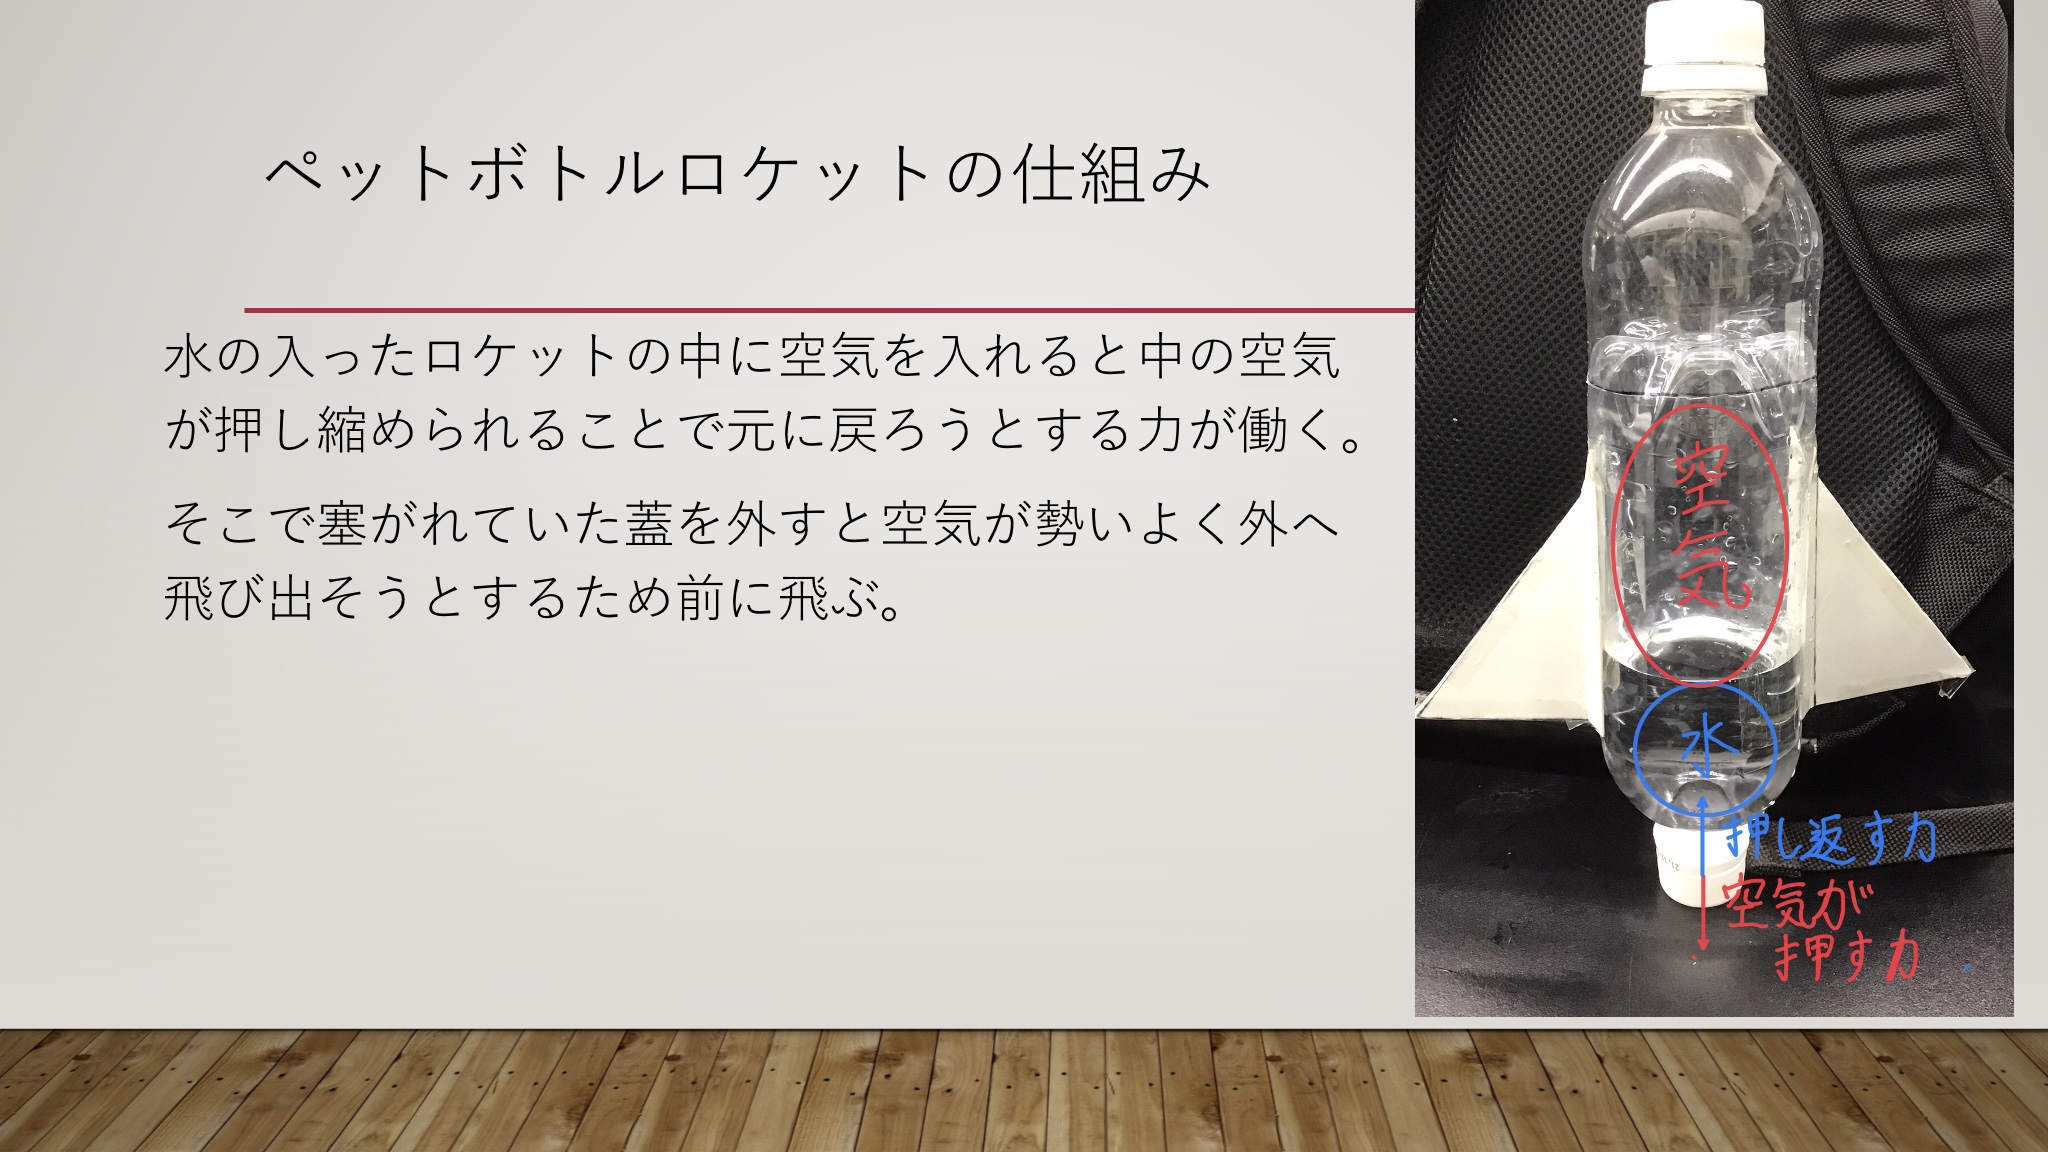 ペットボトルロケットの仕組み
水の入ったロケットの中に空気を入れると中の空気
が押し縮められることで元に戻ろうとする力が働く。
そこで塞がれていた蓋を外すと空気が勢いよく外へ
飛び出そうとするため前に飛ぶ。
空気
水
押し返す力
空気が
押す力